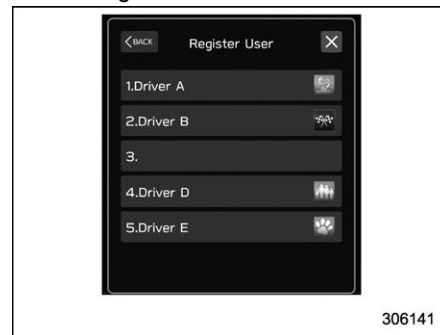 BACK
Register User
1.Driver A
2.Driver B
3.
4.Driver D
5.Driver E
306141